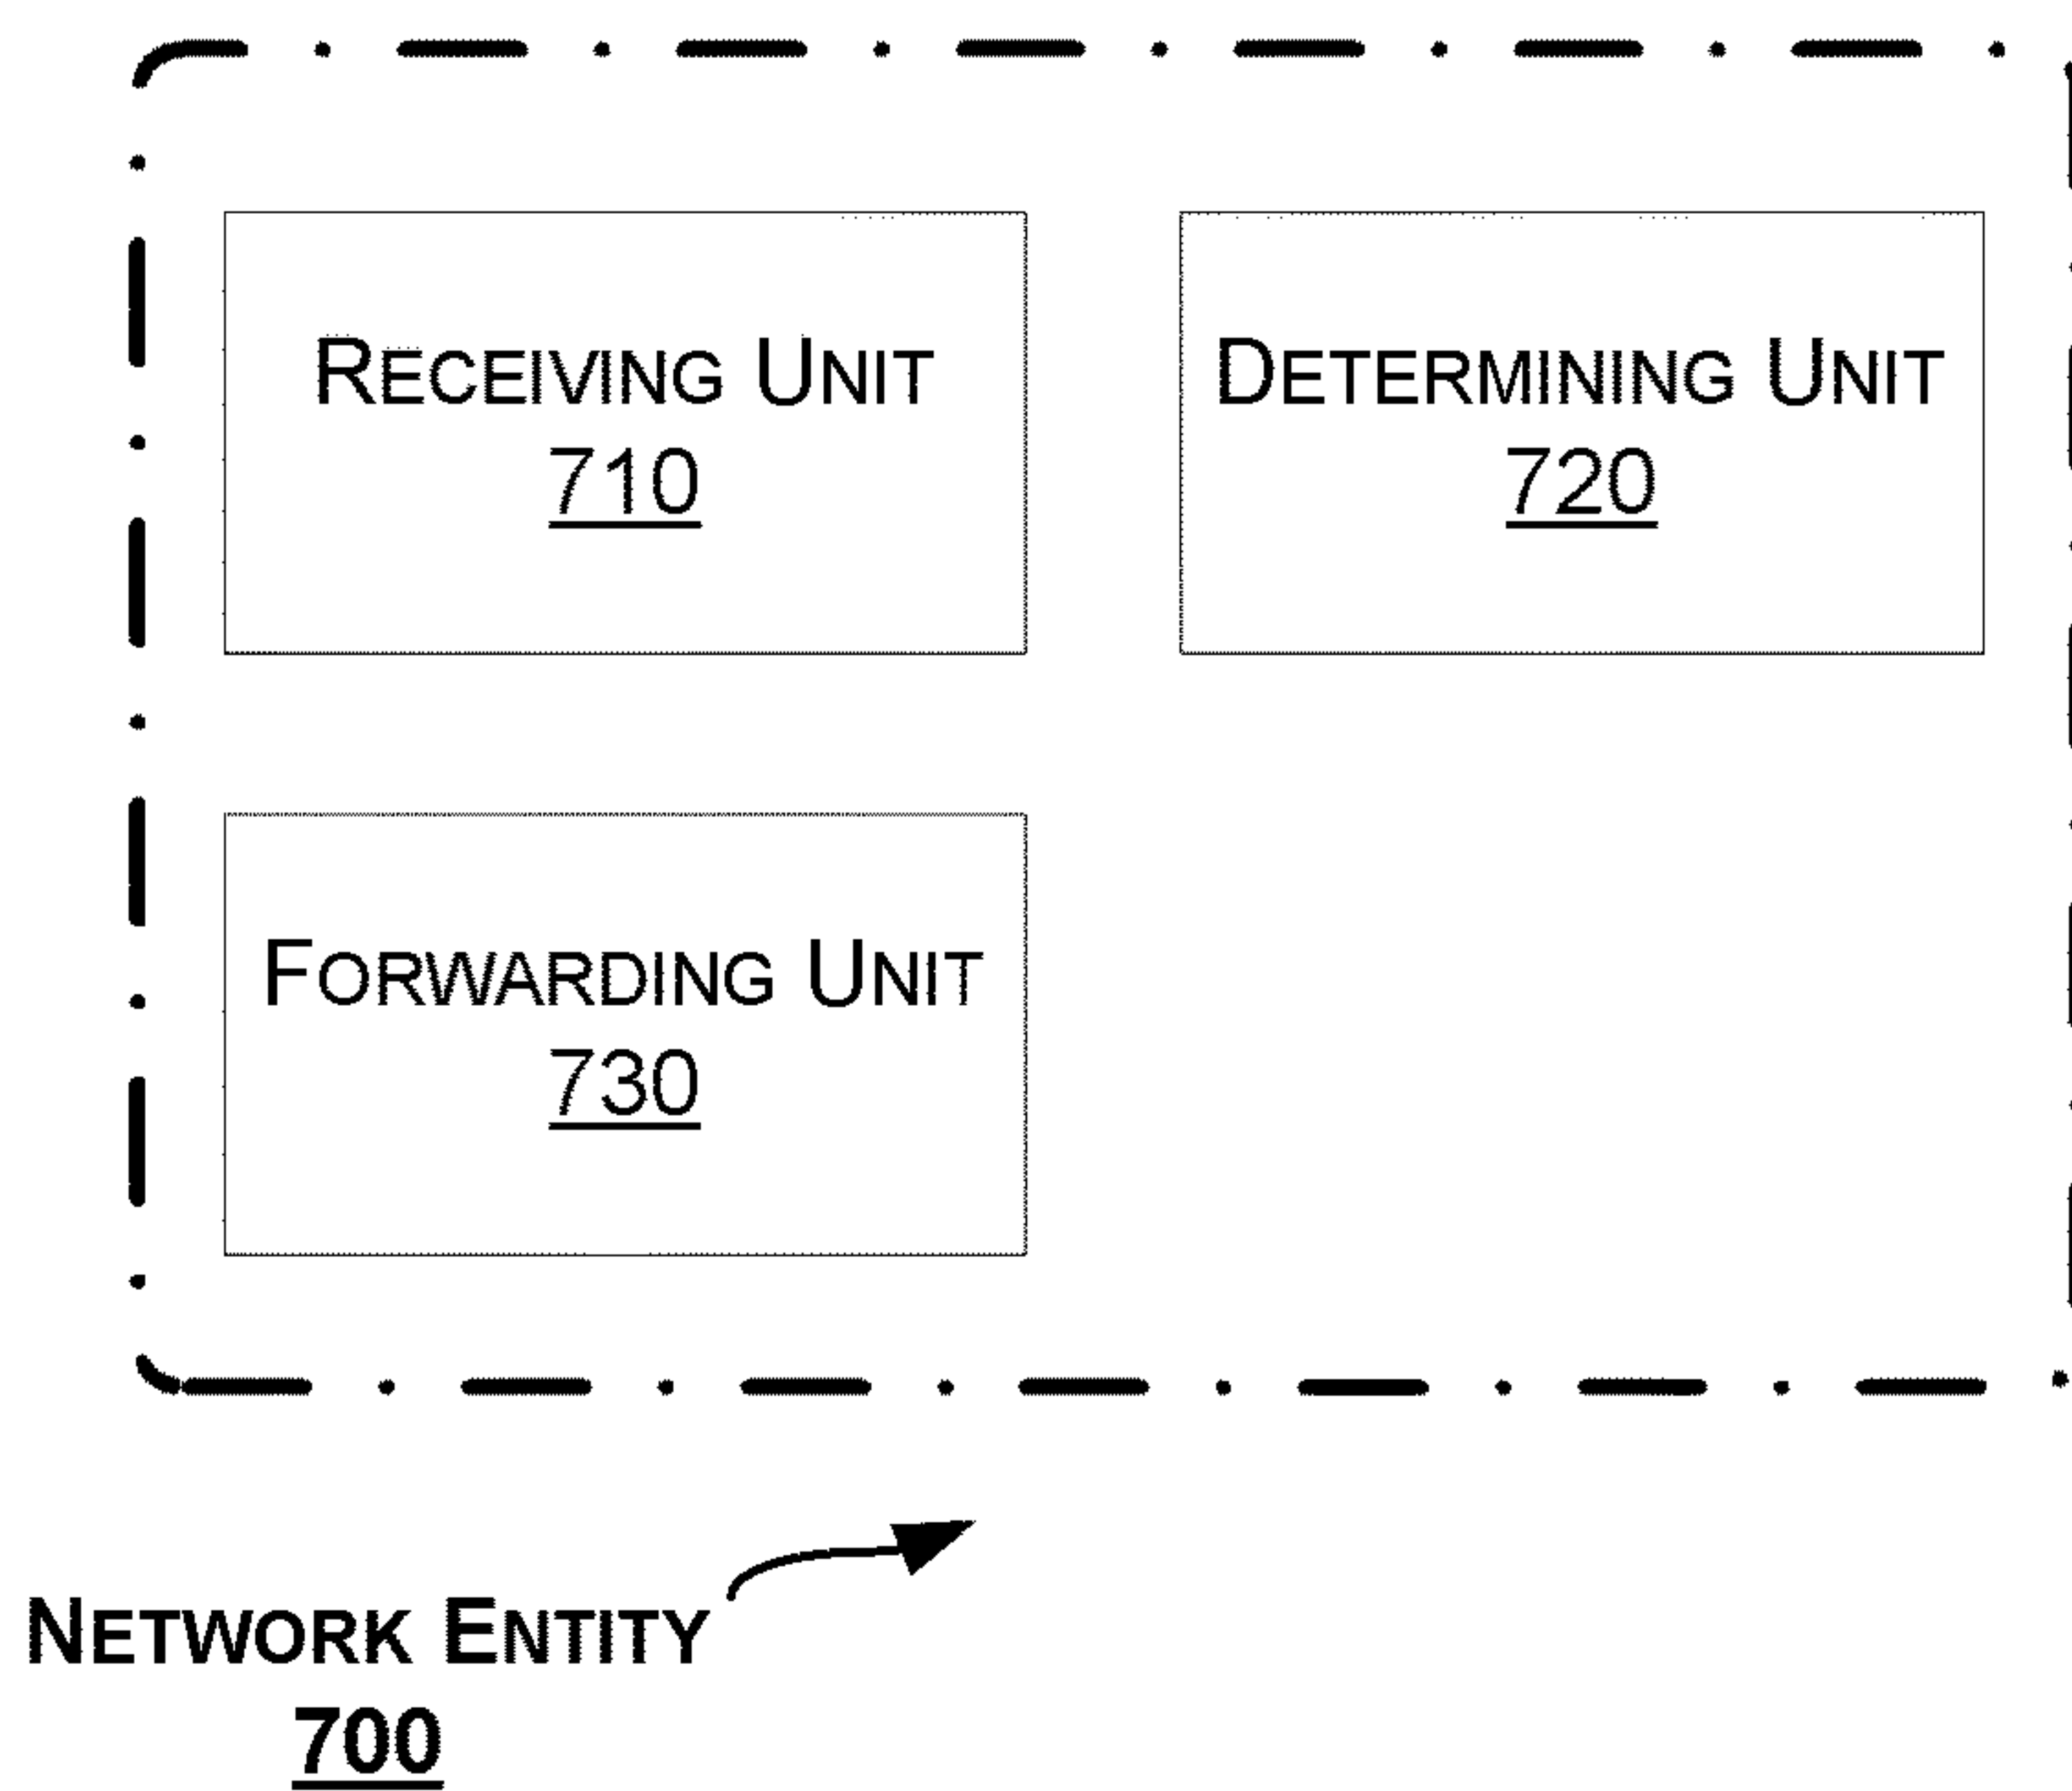 RECEIVING UNIT
710
DETERMINING UNIT
720
FORWARDING UNIT
730
NETWORK ENTITY
700